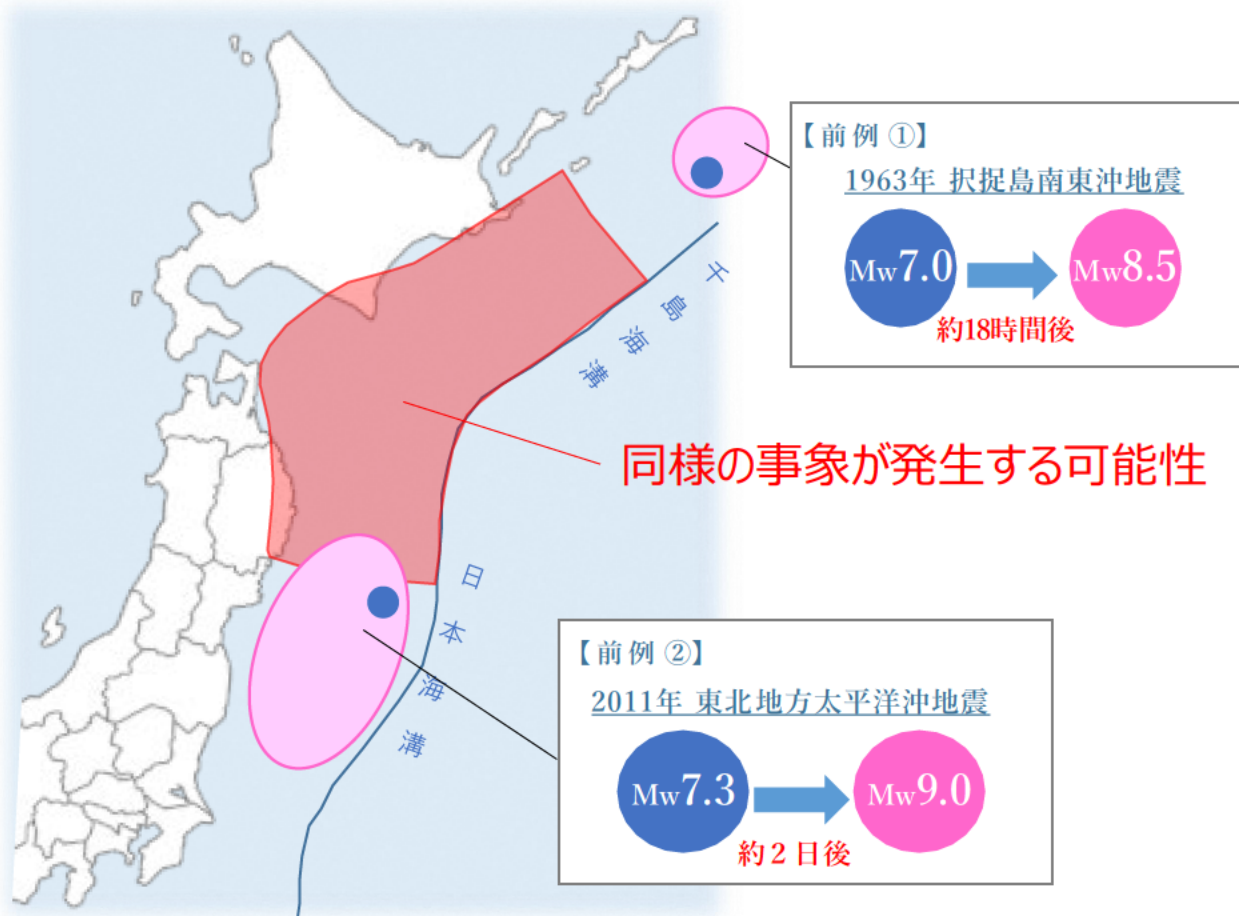 【前例 ①】
1963年 択捉島南東沖地震
Mw7.0
Mw8.5
約18時間後
千島海溝
同様の事象が発生する可能性
日本海溝
【前例 ②】
2011年 東北地方太平洋沖地震
Mw7.3
Mw9.0
約２日後